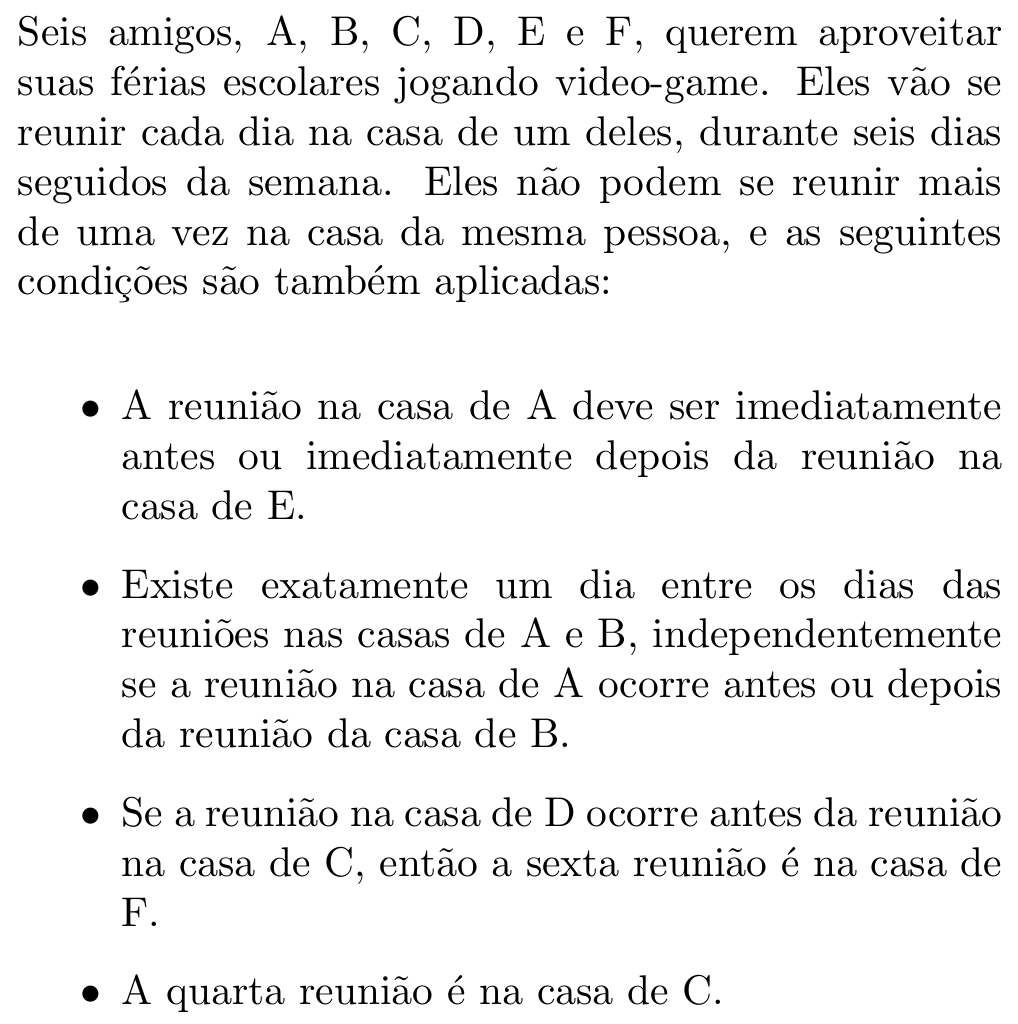 Seis amigos, A, B, C, D, E e F, querem aproveitar
suas férias escolares jogando video-game. Eles vão se
reunir cada dia na casa de um deles, durante seis dias
seguidos da semana. Eles não podem se reunir mais
de uma vez na casa da mesma pessoa, e as seguintes
condições são também aplicadas:
• A reunião na casa de A deve ser imediatamente
antes ou imediatamente depois da reunião na
casa de E.
• Existe exatamente um dia entre os dias das
reuniões nas casas de A e B, independentemente
se a reunião na casa de A ocorre antes ou depois
da reunião da casa de B.
• Se a reunião na casa de D ocorre antes da reunião
na casa de C, então a sexta reunião é na casa de
F.
• A quarta reunião é na casa de C.